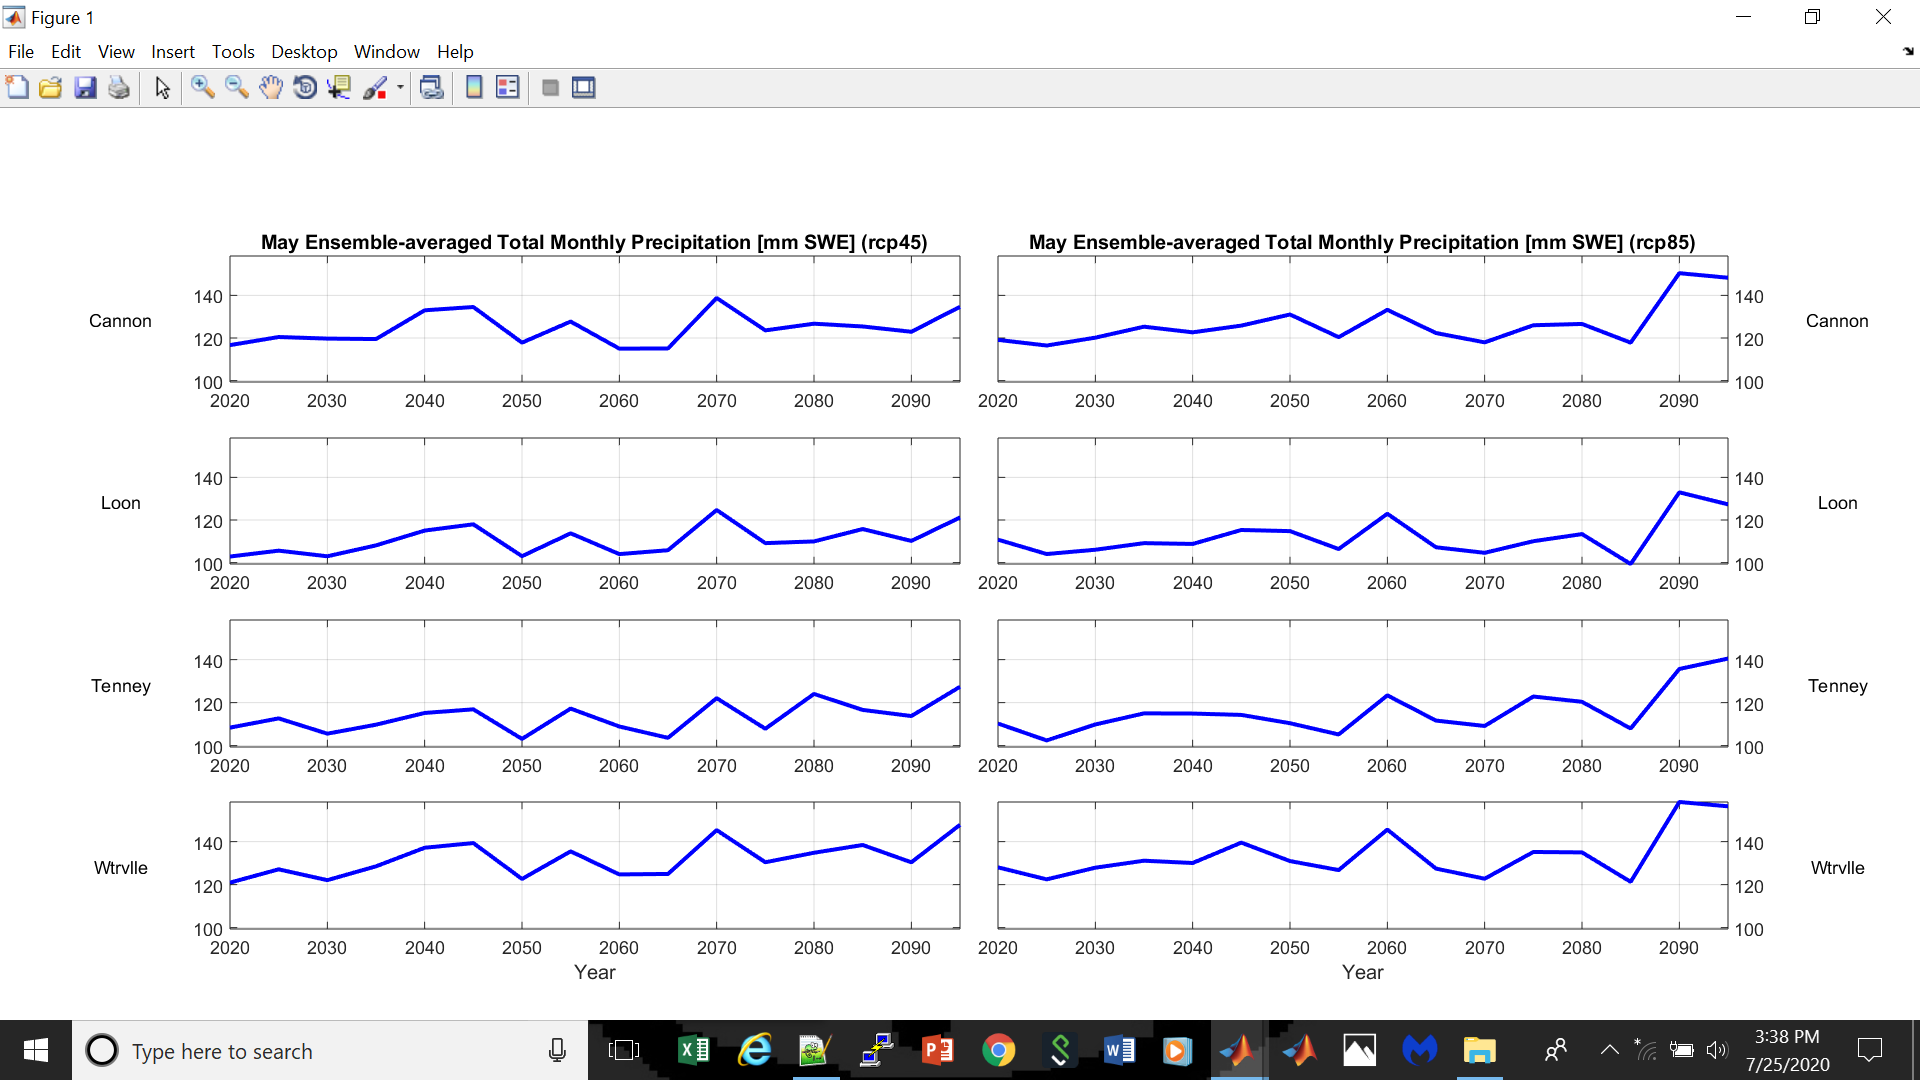 Figure 1
File Edit View Insert Tools Desktop Window Help
May Ensemble-averaged Total Monthly Precipitation [mm SWE] (rcp45)
May Ensemble-averaged Total Monthly Precipitation [mm SWE] (rcp85)
Cannon
140
120
100
2020 2030 2040 2050 2060 2070 2080 2090
140
120
100
2020 2030 2040 2050 2060 2070 2080 2090
Cannon
Loon
140
120
100
2020 2030 2040 2050 2060 2070 2080 2090
140
120
100
2020 2030 2040 2050 2060 2070 2080 2090
Loon
Tenney
140
120
100
2020 2030 2040 2050 2060 2070 2080 2090
140
120
100
2020 2030 2040 2050 2060 2070 2080 2090
Tenney
Wtrvlle
140
120
100
2020 2030 2040 2050 2060 2070 2080 2090
Year
140
120
100
2020 2030 2040 2050 2060 2070 2080 2090
Year
Wtrvlle
Type here to search
3:38 PM
7/25/2020